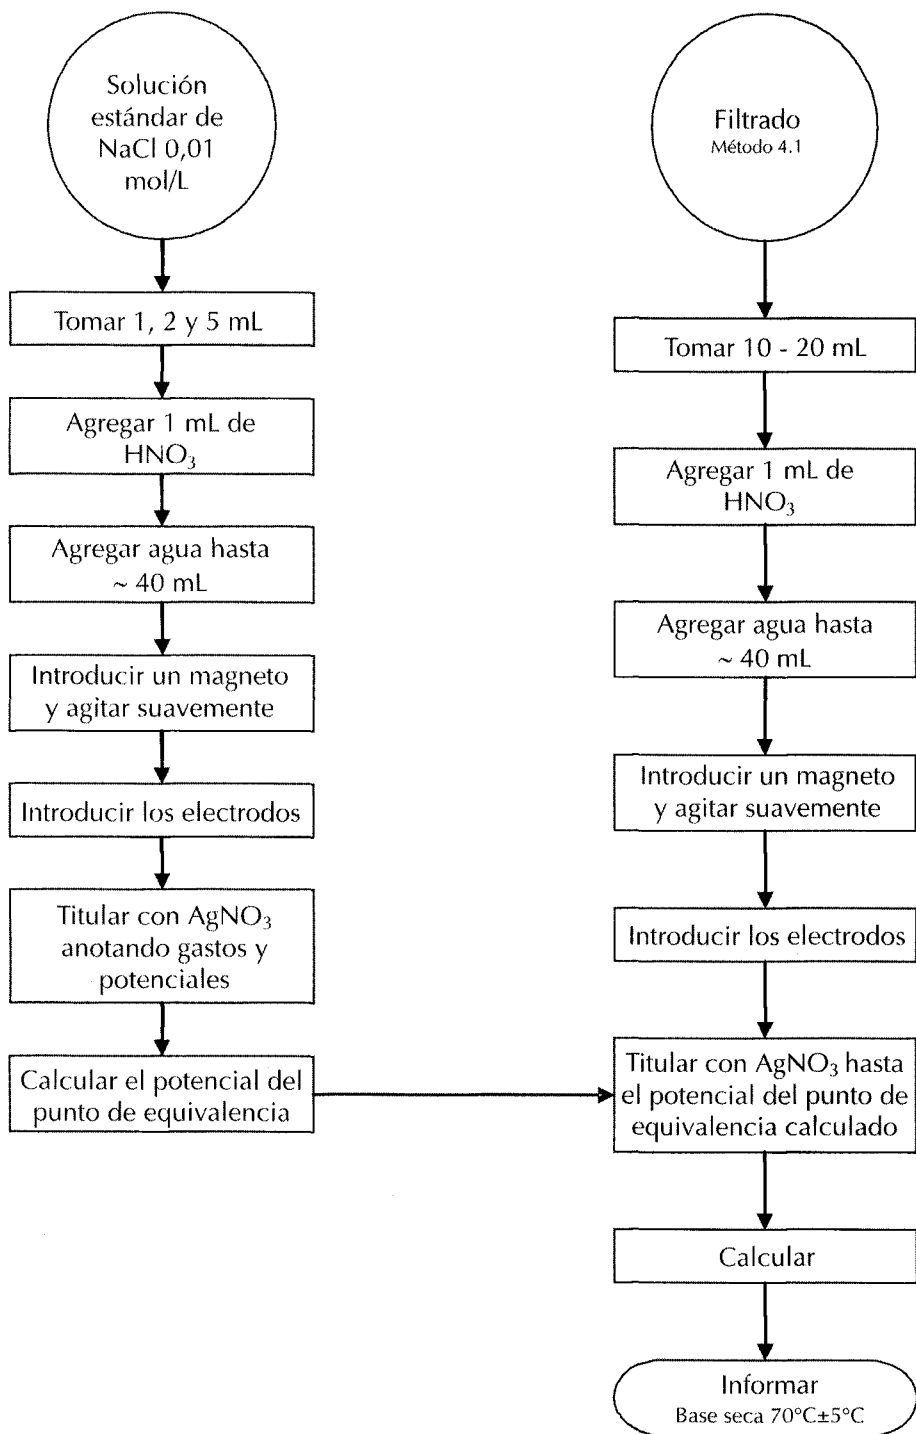 Solución
estándar de
NaCl 0,01
mol/L
Tomar 1, 2 y 5 mL
Agregar 1 mL de
HNO₃
Agregar agua hasta
~ 40 mL
Introducir un magneto
y agitar suavemente
Introducir los electrodos
Titular con AgNO₃
anotando gastos y
potenciales
Calcular el potencial del
punto de equivalencia
Filtrado
Método 4.1
Tomar 10 - 20 mL
Agregar 1 mL de
HNO₃
Agregar agua hasta
~ 40 mL
Introducir un magneto
y agitar suavemente
Introducir los electrodos
Titular con AgNO₃ hasta
el potencial del punto de
equivalencia calculado
Calcular
Informar
Base seca 70°C±5°C